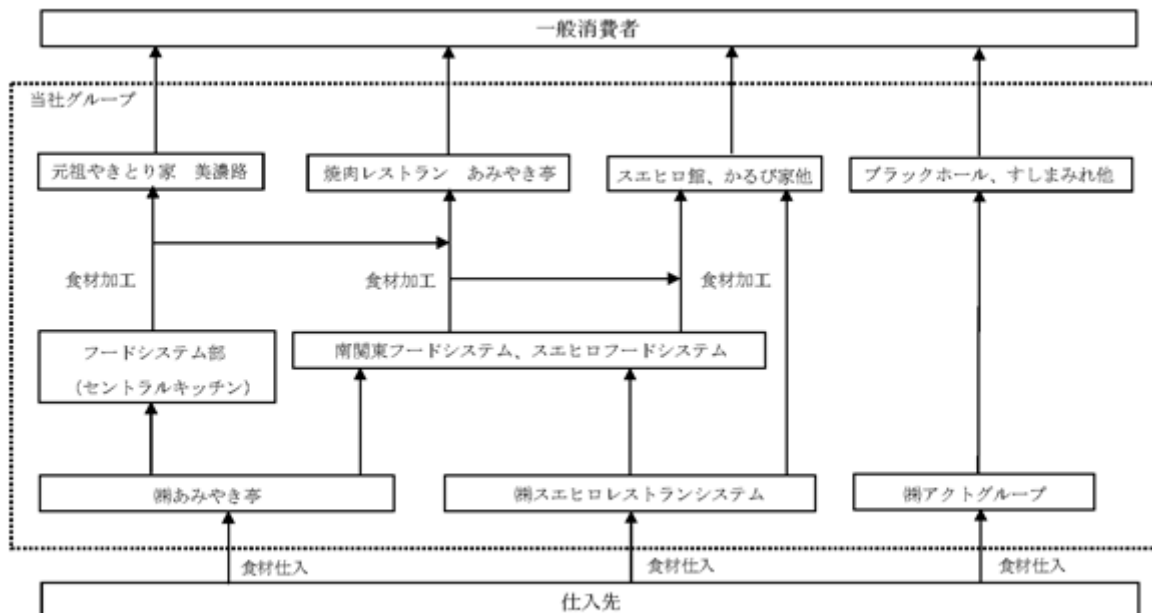 一般消費者
当社グループ
元祖やきとり家　美濃路
焼肉レストラン　あみやき亭
スエヒロ館、かるび家他
ブラックホール、すしまみれ他
食材加工
食材加工
食材加工
フードシステム部
（セントラルキッチン）
南関東フードシステム、スエヒロフードシステム
㈱あみやき亭
㈱スエヒロレストランシステム
㈱アクトグループ
食材仕入
食材仕入
食材仕入
仕入先